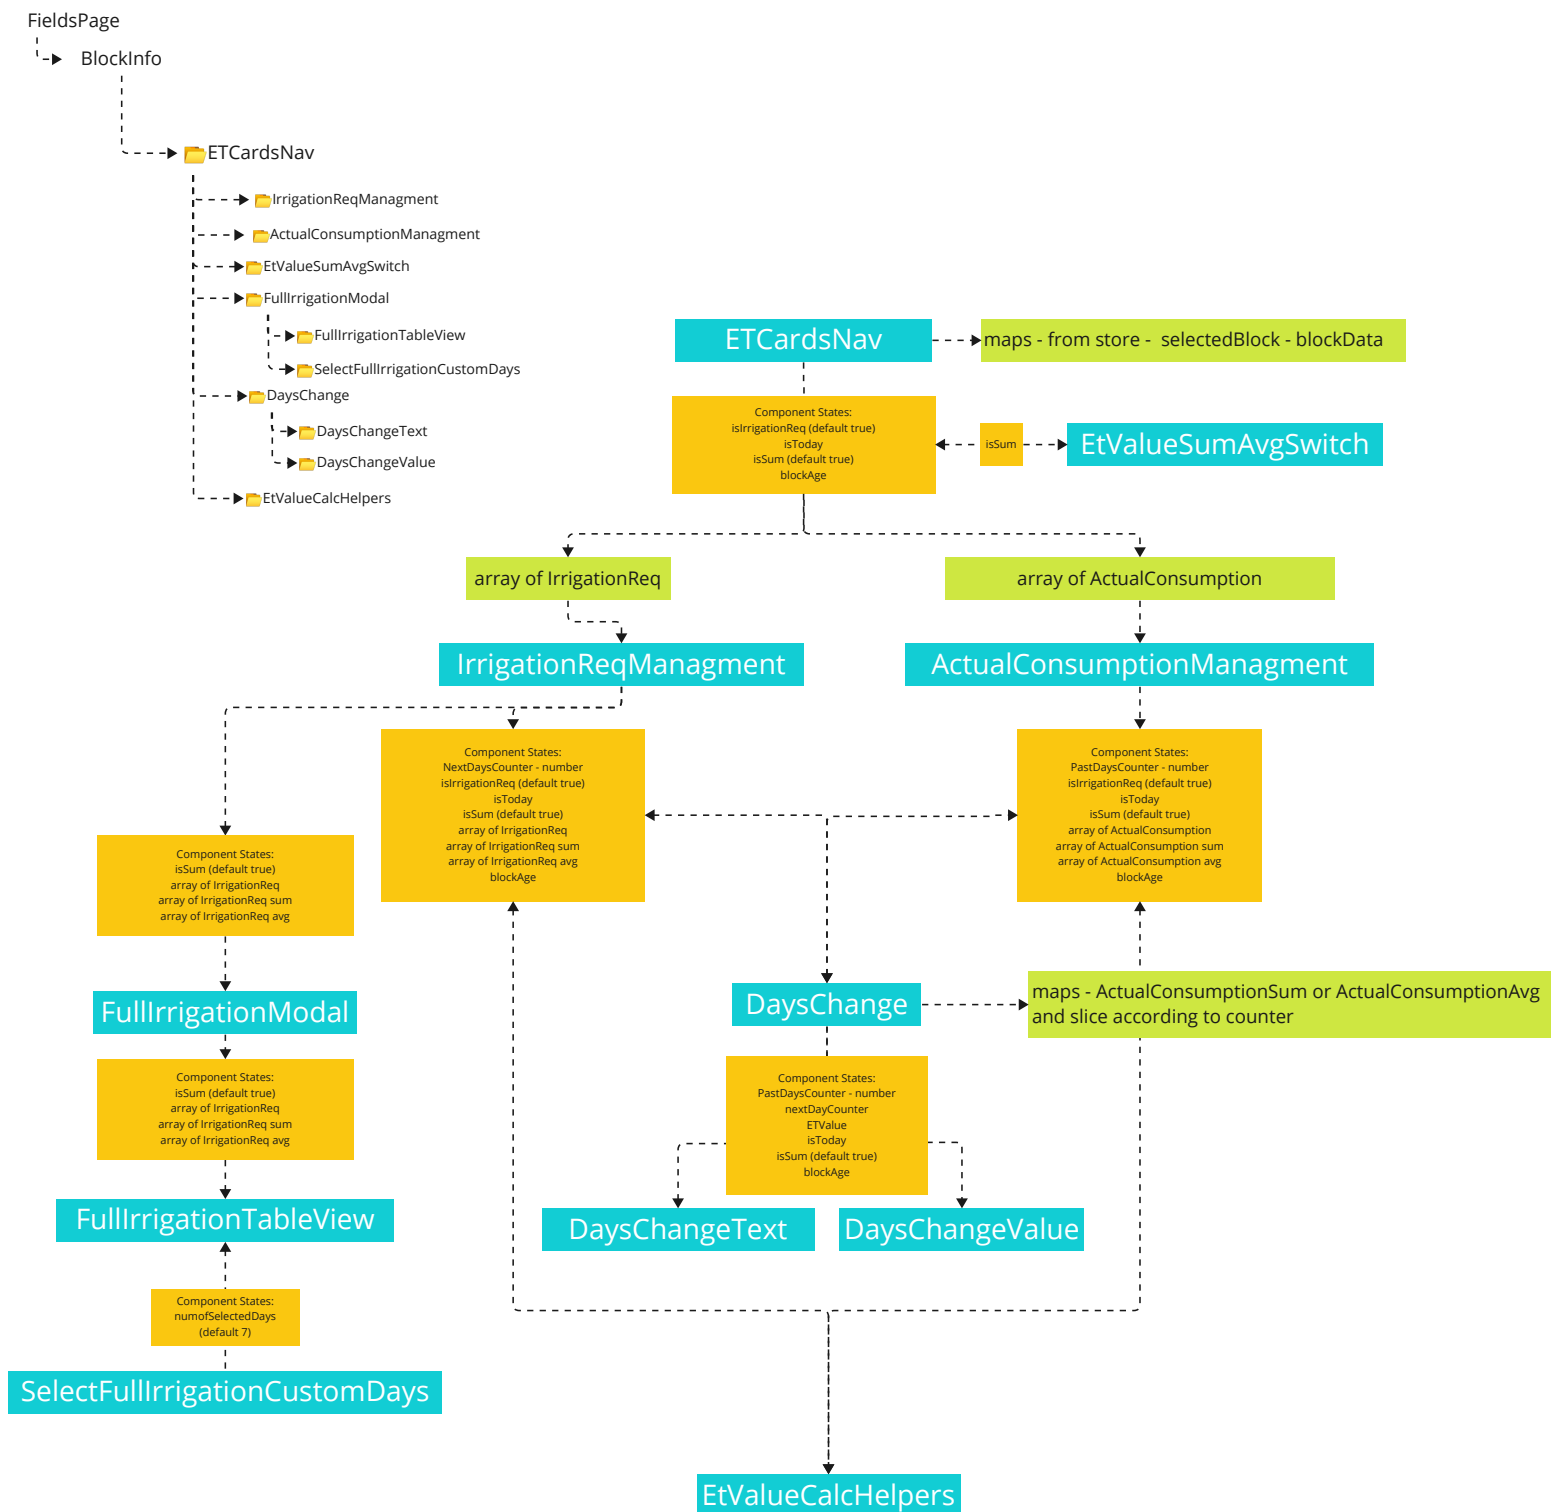 FieldsPage
BlockInfo
ETCardsNav
IrrigationReqManagment
ActualConsumptionManagment
EtValueSumAvgSwitch
FullIrrigationModal
FullIrrigationTableView
SelectFullIrrigationCustomDays
DaysChange
DaysChangeText
DaysChangeValue
EtValueCalcHelpers
ETCardsNav
maps - from store -  selectedBlock - blockData
Component States:
isIrrigationReq (default true)
isToday
isSum (default true)
blockAge
isSum
EtValueSumAvgSwitch
array of IrrigationReq
array of ActualConsumption
IrrigationReqManagment
ActualConsumptionManagment
Component States:
NextDaysCounter - number
isIrrigationReq (default true)
isToday
isSum (default true)
array of IrrigationReq
array of IrrigationReq sum
array of IrrigationReq avg
blockAge
Component States:
PastDaysCounter - number
isIrrigationReq (default true)
isToday
isSum (default true)
array of ActualConsumption
array of ActualConsumption sum
array of ActualConsumption avg
blockAge
Component States:
isSum (default true)
array of IrrigationReq
array of IrrigationReq sum
array of IrrigationReq avg
FullIrrigationModal
DaysChange
maps - ActualConsumptionSum or ActualConsumptionAvg
and slice according to counter
Component States:
isSum (default true)
array of IrrigationReq
array of IrrigationReq sum
array of IrrigationReq avg
Component States:
PastDaysCounter - number
nextDayCounter
ETValue
isToday
isSum (default true)
blockAge
FullIrrigationTableView
DaysChangeText
DaysChangeValue
Component States:
numofSelectedDays
(default 7)
SelectFullIrrigationCustomDays
EtValueCalcHelpers